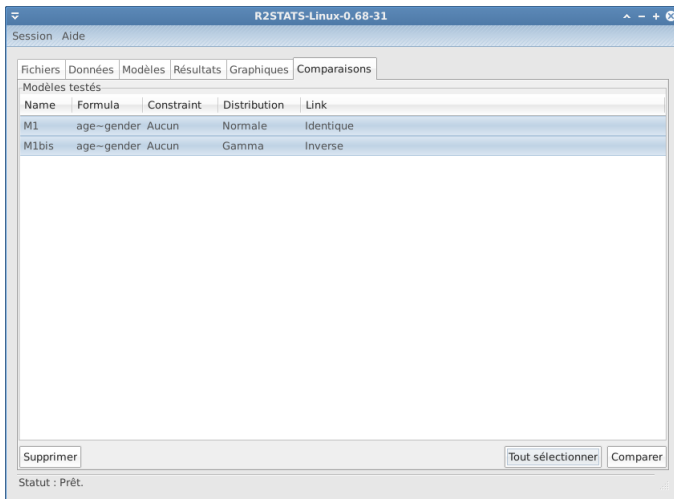 R2STATS-Linux-0.68-31
Session Aide
Fichiers Données Modèles Résultats Graphiques Comparaisons
Modèles testés
Name Formula Constraint Distribution Link
M1 age~gender Aucun Normale Identique
M1bis age~gender Aucun Gamma Inverse
Supprimer Tout sélectionner Comparer
Statut : Prêt.